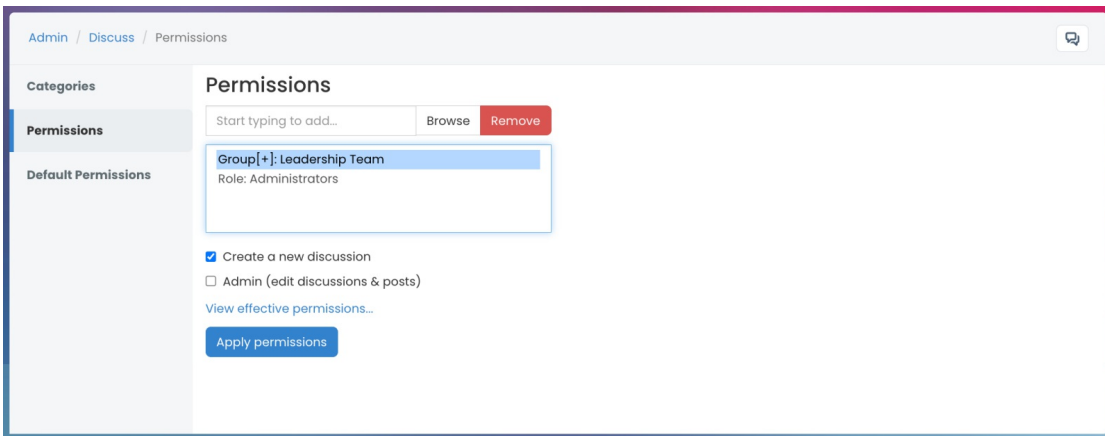 Admin / Discuss / Permissions
Categories
Permissions
Default Permissions
Permissions
Start typing to add... Browse Remove
Group[+]: Leadership Team
Role: Administrators
Create a new discussion
Admin (edit discussions & posts)
View effective permissions...
Apply permissions